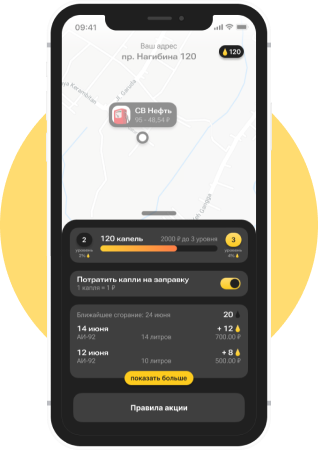 09:41
Ваш адрес
пр. Нагибина 120
120
Garuda
СВ Нефть
95 - 49,54 ₽
2
120 капель
2000 ₽ до 3 уровня
3
уровень
2%
уровень
4%
Потратить капли на заправку
1 капля = 1 ₽
Ближайшее сгорание: 24 июня
20
14 июня
+ 12
АИ-92
14 литров
700.00 ₽
12 июня
+ 8
АИ-92
10 литров
500.00 ₽
показать больше
Правила акции